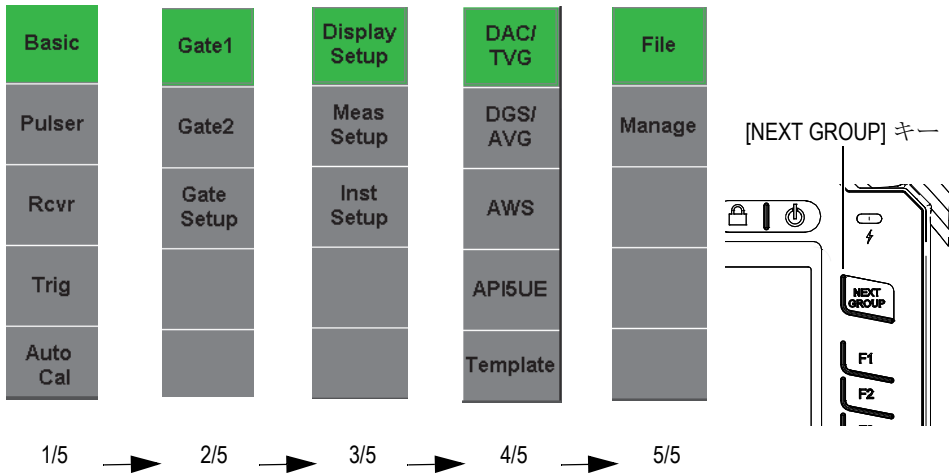 Basic
Pulser
Rcvr
Trig
Auto
Cal
Gate1
Gate2
Gate
Setup
Display
Setup
Meas
Setup
Inst
Setup
DAC/
TVG
DGS/
AVG
AWS
API5UE
Template
File
Manage
[NEXT GROUP] キー
NEXT
GROUP
F1
F2
1/5
2/5
3/5
4/5
5/5